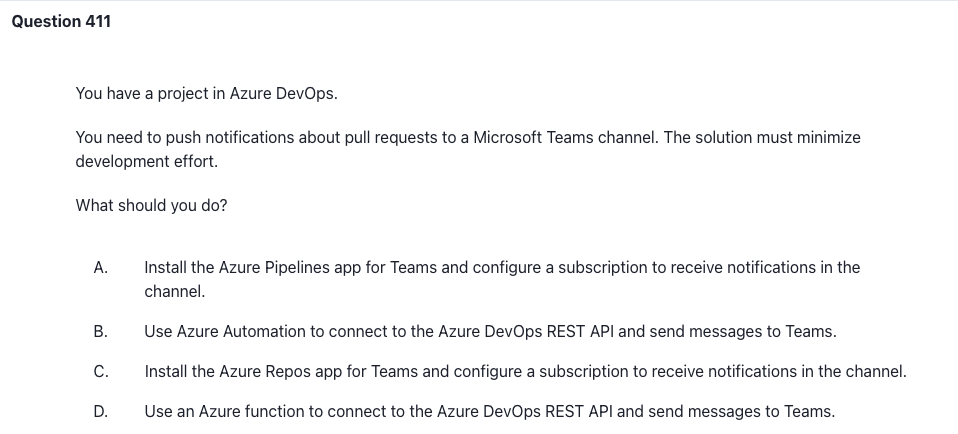 Question 411
You have a project in Azure DevOps.
You need to push notifications about pull requests to a Microsoft Teams channel. The solution must minimize
development effort.
What should you do?
A. Install the Azure Pipelines app for Teams and configure a subscription to receive notifications in the
channel.
B. Use Azure Automation to connect to the Azure DevOps REST API and send messages to Teams.
C. Install the Azure Repos app for Teams and configure a subscription to receive notifications in the channel.
D. Use an Azure function to connect to the Azure DevOps REST API and send messages to Teams.